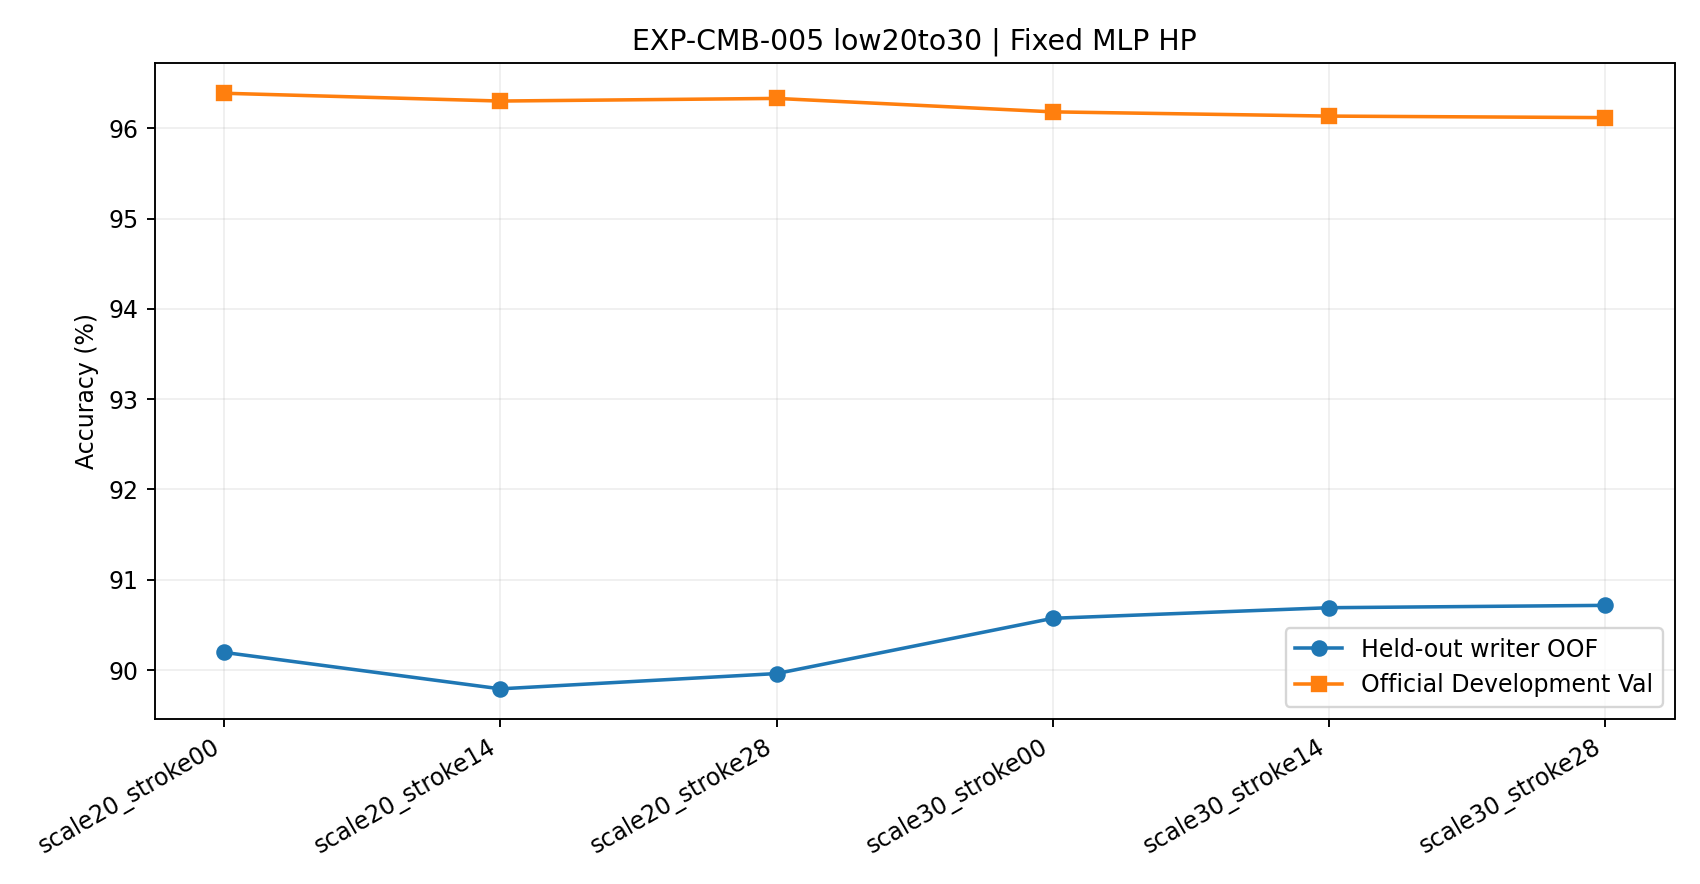 EXP-CMB-005 low20to30 | Fixed MLP HP
Accuracy (%)
96
95
94
93
92
91
90
Held-out writer OOF
Official Development Val
scale20_stroke00
scale20_stroke14
scale20_stroke28
scale30_stroke00
scale30_stroke14
scale30_stroke28